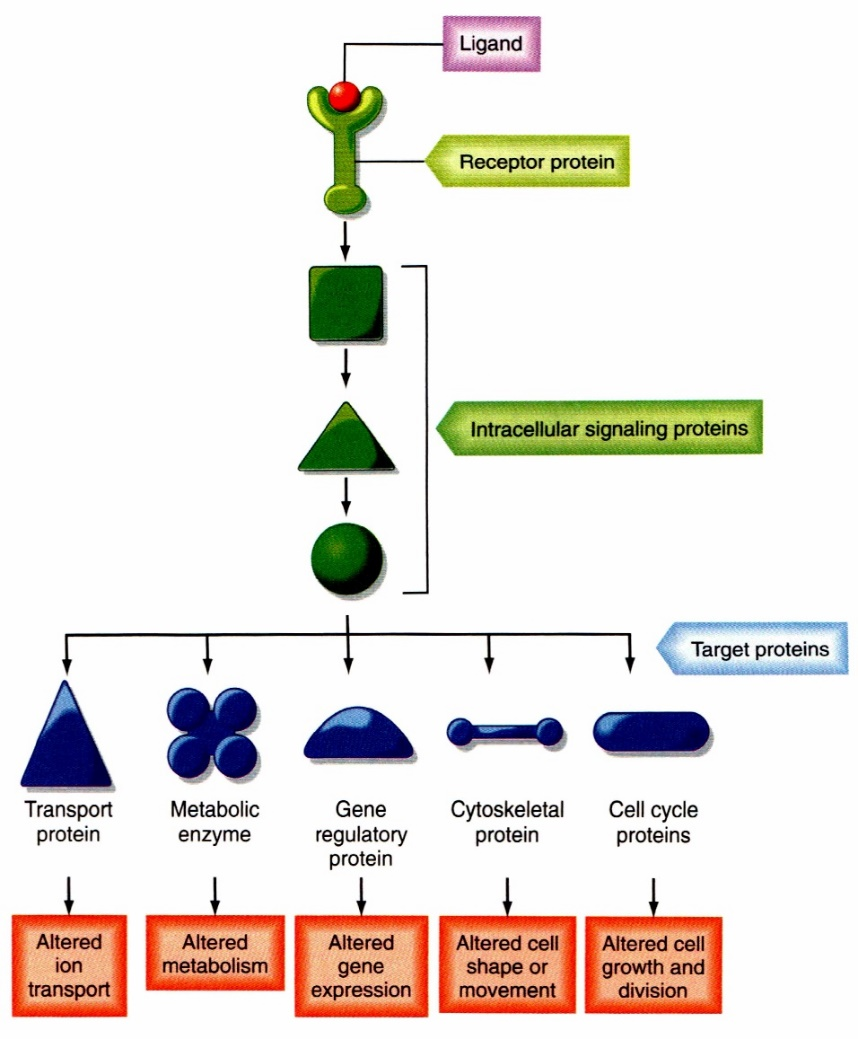 Ligand
Receptor protein
Intracellular signaling proteins
Target proteins
Transport
protein
Metabolic
enzyme
Gene
regulatory
protein
Cytoskeletal
protein
Cell cycle
proteins
Altered
ion
transport
Altered
metabolism
Altered
gene
expression
Altered cell
shape or
movement
Altered cell
growth and
division